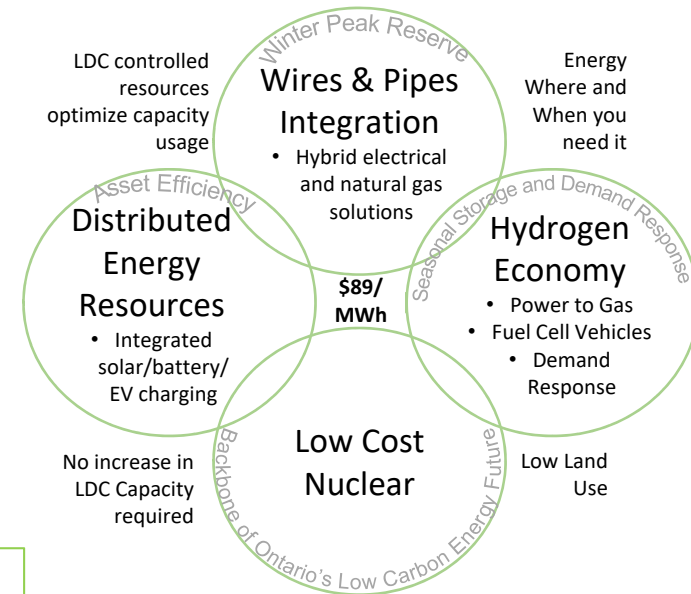 Winter Peak Reserve
LDC controlled
resources
optimize capacity
usage
Wires & Pipes
Integration
• Hybrid electrical
and natural gas
solutions
Energy
Where and
When you
need it
Asset Efficiency
Distributed
Energy
Resources
• Integrated
solar/battery/
EV charging
$89/
MWh
Seasonal Storage and Demand Response
Hydrogen
Economy
• Power to Gas
• Fuel Cell Vehicles
• Demand
Response
No increase in
LDC Capacity
required
Low Cost
Nuclear
Backbone of Ontario's Low Carbon Energy Future
Low Land
Use